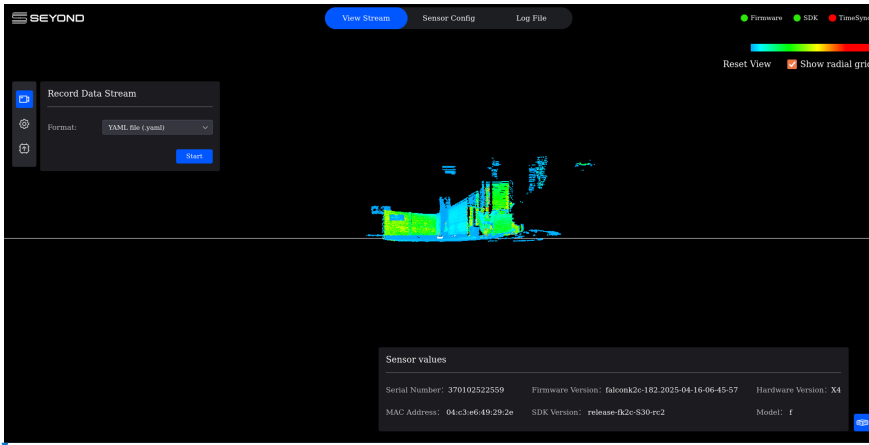 SEYOND
View Stream Sensor Config Log File
Firmware SDK TimeSync
Reset View Show radial grid
Record Data Stream
Format: YAML file (.yaml)
Start
Sensor values
Serial Number: 370102522559 Firmware Version: falconk2c-182.2025-04-16-06-45-57 Hardware Version: X4
MAC Address: 04:c3:e6:49:29:2e SDK Version: release-fk2c-S30-rc2 Model: f